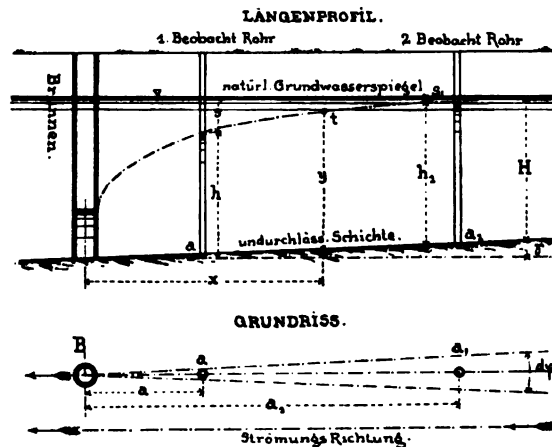 LÄNGENPROFIL.
1. Beobacht Rohr
2 Beobacht Rohr
Brunnen.
natürl. Grundwasserspiegel
s
s₁
t
h
y
h₁
H
a
undurchläss. Schichte.
a₁
x
GRUNDRISS.
B
a
a₁
dφ
a
a₁
Strömungs Richtung.